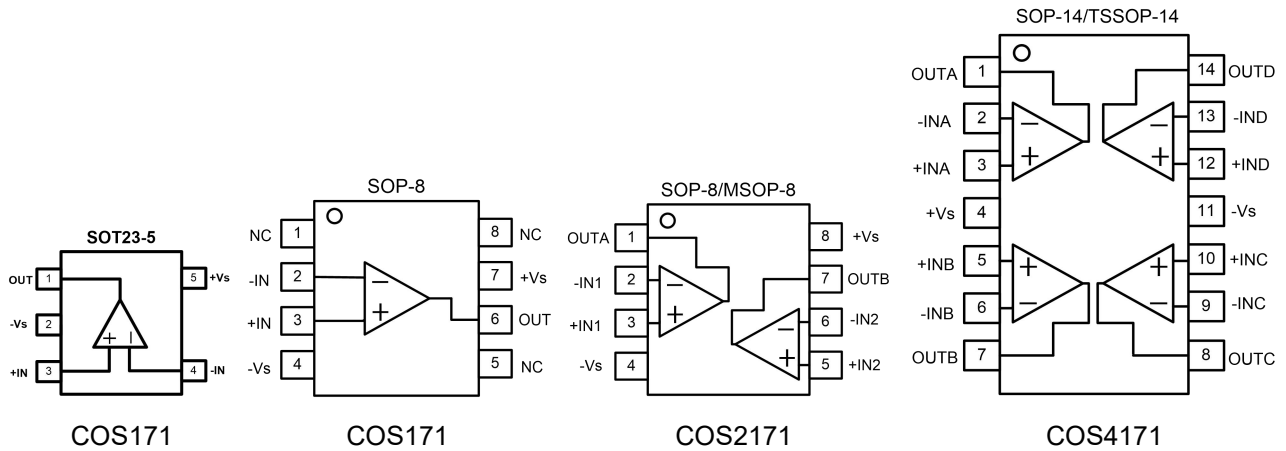 SOT23-5
OUT 1 5 +Vs
-Vs 2
+IN 3 + − 4 -IN
COS171
SOP-8
NC 1 8 NC
-IN 2 − 7 +Vs
+IN 3 + 6 OUT
-Vs 4 5 NC
COS171
SOP-8/MSOP-8
OUTA 1 8 +Vs
-IN1 2 − 7 OUTB
+IN1 3 + − 6 -IN2
-Vs 4 + 5 +IN2
COS2171
SOP-14/TSSOP-14
OUTA 1 14 OUTD
-INA 2 − − 13 -IND
+INA 3 + + 12 +IND
+Vs 4 11 -Vs
+INB 5 + + 10 +INC
-INB 6 − − 9 -INC
OUTB 7 8 OUTC
COS4171